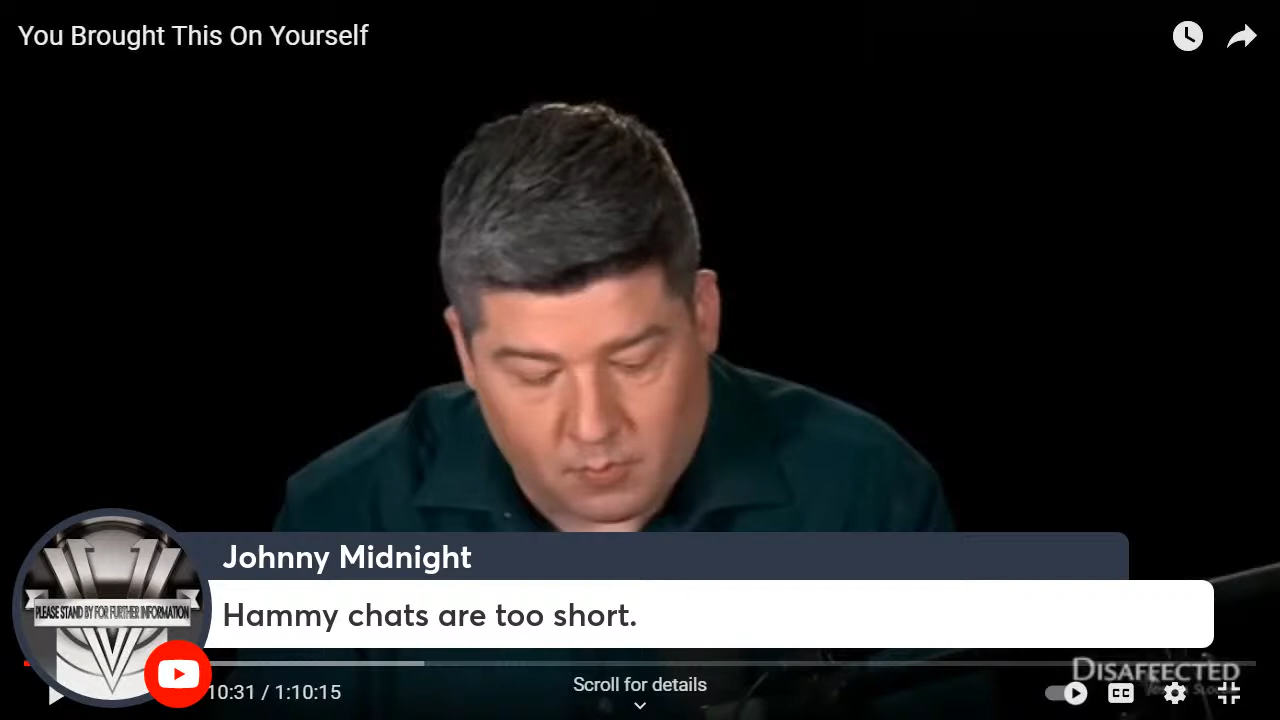 You Brought This On Yourself
Johnny Midnight
PLEASE STAND BY FOR FURTHER INFORMATION
Hammy chats are too short.
DISAFFECTED
10:31 / 1:10:15
Scroll for details
CC